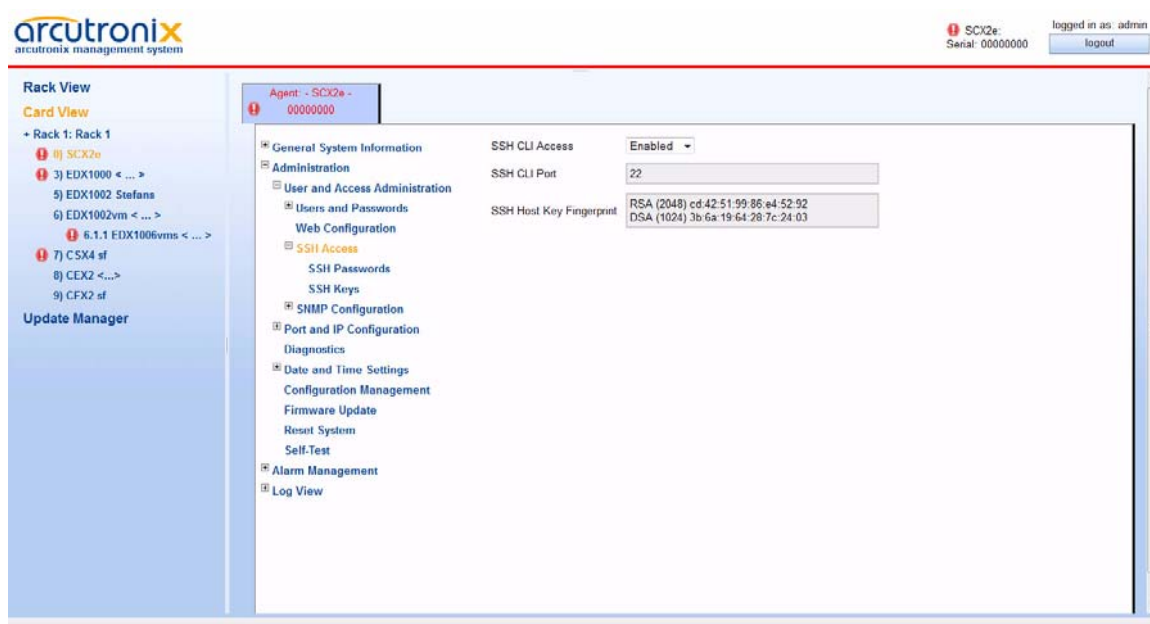 arcutronix
arcutronix management system
SCX2e:
Serial: 00000000
logged in as: admin
logout
Rack View
Card View
+ Rack 1: Rack 1
0) SCX2e
3) EDX1000 < ... >
5) EDX1002 Stefans
6) EDX1002vm < ... >
6.1.1 EDX1006vms < ... >
7) CSX4 sf
8) CEX2 <...>
9) CFX2 sf
Update Manager
Agent: - SCX2e -
00000000
General System Information
Administration
User and Access Administration
Users and Passwords
Web Configuration
SSH Access
SSH Passwords
SSH Keys
SNMP Configuration
Port and IP Configuration
Diagnostics
Date and Time Settings
Configuration Management
Firmware Update
Reset System
Self-Test
Alarm Management
Log View
SSH CLI Access
Enabled
SSH CLI Port
22
SSH Host Key Fingerprint
RSA (2048) cd:42:51:99:86:e4:52:92
DSA (1024) 3b:6a:19:64:28:7c:24:03